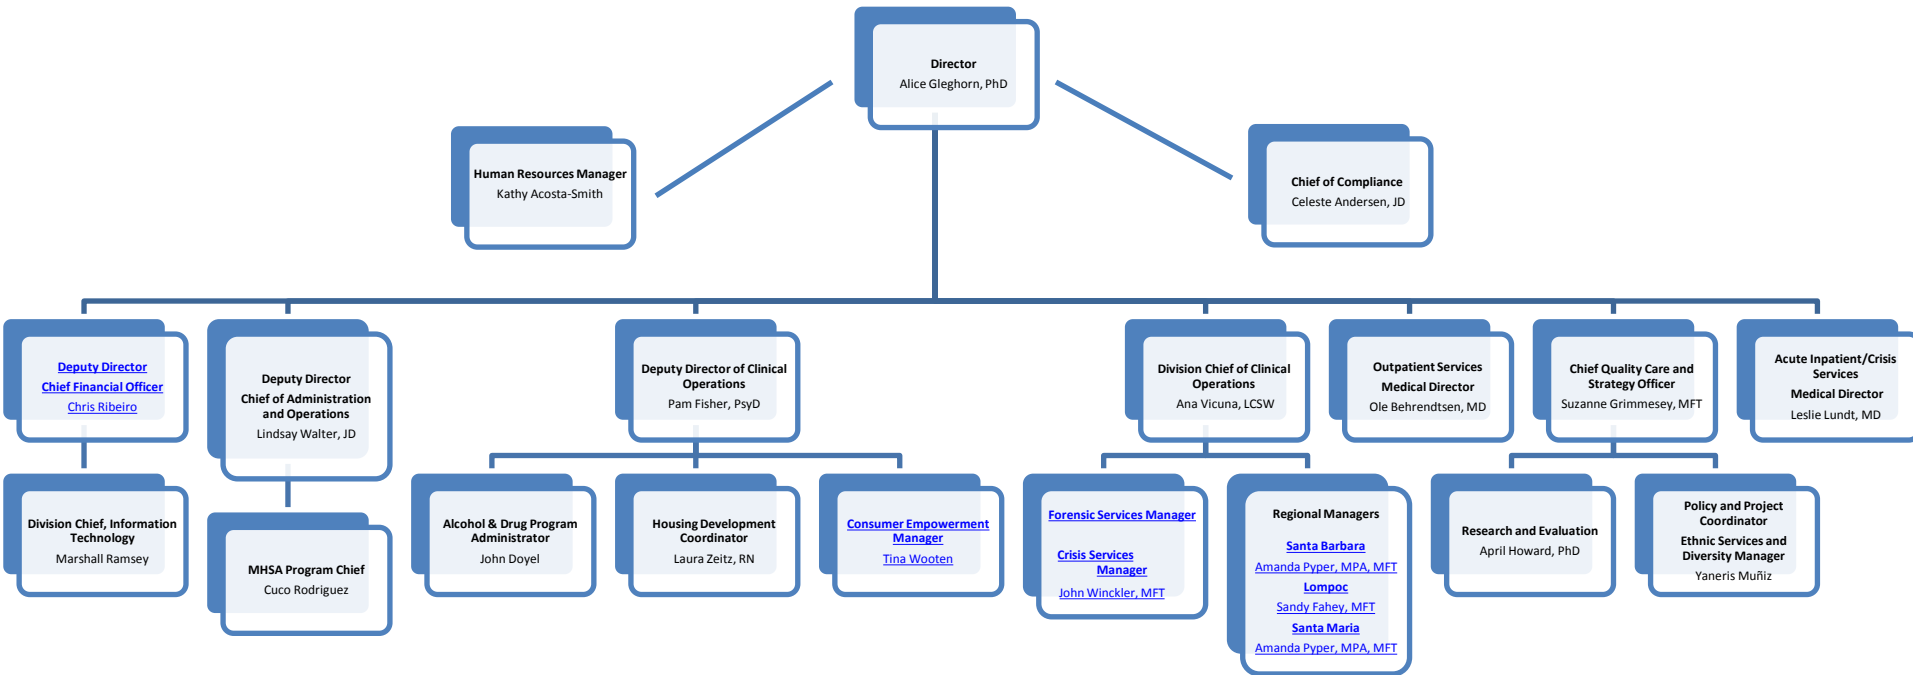 Director
Alice Gleghorn, PhD
Human Resources Manager
Kathy Acosta-Smith
Chief of Compliance
Celeste Andersen, JD
Deputy Director
Chief Financial Officer
Chris Ribeiro
Deputy Director
Chief of Administration
and Operations
Lindsay Walter, JD
Deputy Director of Clinical
Operations
Pam Fisher, PsyD
Division Chief of Clinical
Operations
Ana Vicuna, LCSW
Outpatient Services
Medical Director
Ole Behrendtsen, MD
Chief Quality Care and
Strategy Officer
Suzanne Grimmesey, MFT
Acute Inpatient/Crisis
Services
Medical Director
Leslie Lundt, MD
Division Chief, Information
Technology
Marshall Ramsey
MHSA Program Chief
Cuco Rodriguez
Alcohol & Drug Program
Administrator
John Doyel
Housing Development
Coordinator
Laura Zeitz, RN
Consumer Empowerment
Manager
Tina Wooten
Forensic Services Manager
Crisis Services
Manager
John Winckler, MFT
Regional Managers
Santa Barbara
Amanda Pyper, MPA, MFT
Lompoc
Sandy Fahey, MFT
Santa Maria
Amanda Pyper, MPA, MFT
Research and Evaluation
April Howard, PhD
Policy and Project
Coordinator
Ethnic Services and
Diversity Manager
Yaneris Muñiz